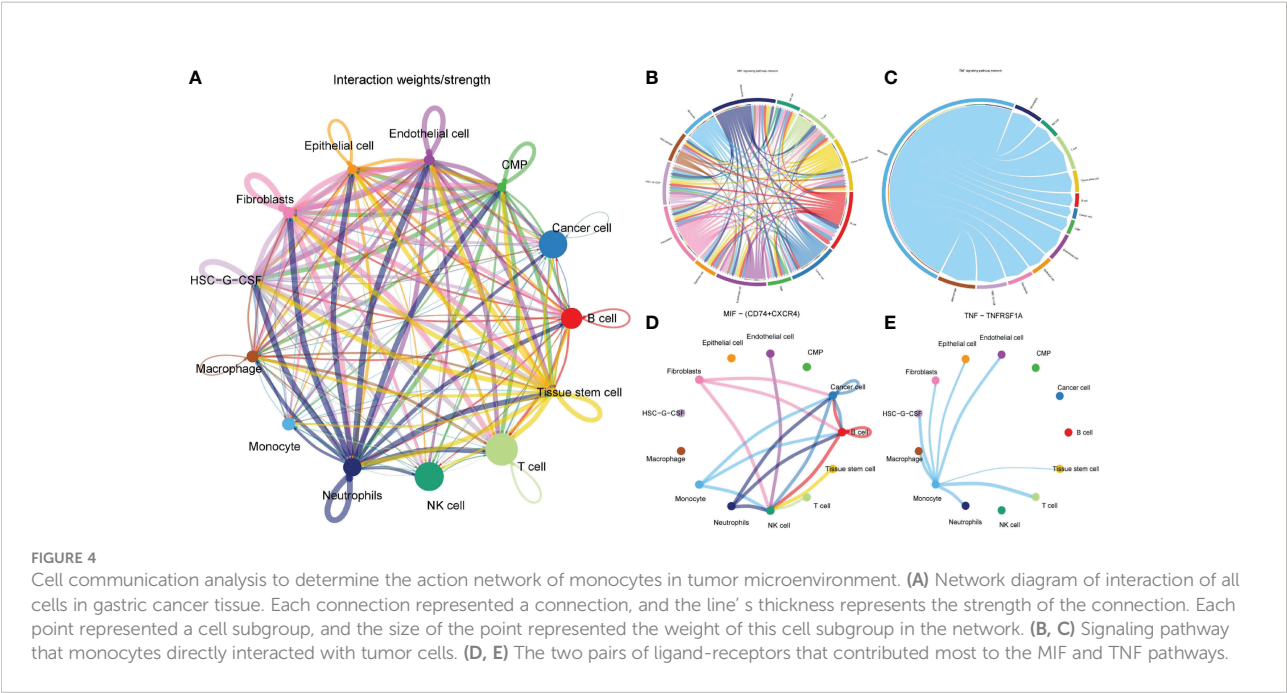 A
Interaction weights/strength
Endothelial cell
Epithelial cell
CMP
Fibroblasts
Cancer cell
HSC−G−CSF
B cell
Macrophage
Tissue stem cell
Monocyte
T cell
Neutrophils
NK cell
B
MIF signaling pathway network
C
TNF signaling pathway network
D
MIF − (CD74+CXCR4)
Endothelial cell
Epithelial cell
CMP
Fibroblasts
Cancer cell
HSC−G−CSF
B cell
Macrophage
Tissue stem cell
Monocyte
T cell
Neutrophils
NK cell
E
TNF − TNFRSF1A
Endothelial cell
Epithelial cell
CMP
Fibroblasts
Cancer cell
HSC−G−CSF
B cell
Macrophage
Tissue stem cell
Monocyte
T cell
Neutrophils
NK cell
FIGURE 4
Cell communication analysis to determine the action network of monocytes in tumor microenvironment. (A) Network diagram of interaction of all
cells in gastric cancer tissue. Each connection represented a connection, and the line' s thickness represents the strength of the connection. Each
point represented a cell subgroup, and the size of the point represented the weight of this cell subgroup in the network. (B, C) Signaling pathway
that monocytes directly interacted with tumor cells. (D, E) The two pairs of ligand-receptors that contributed most to the MIF and TNF pathways.